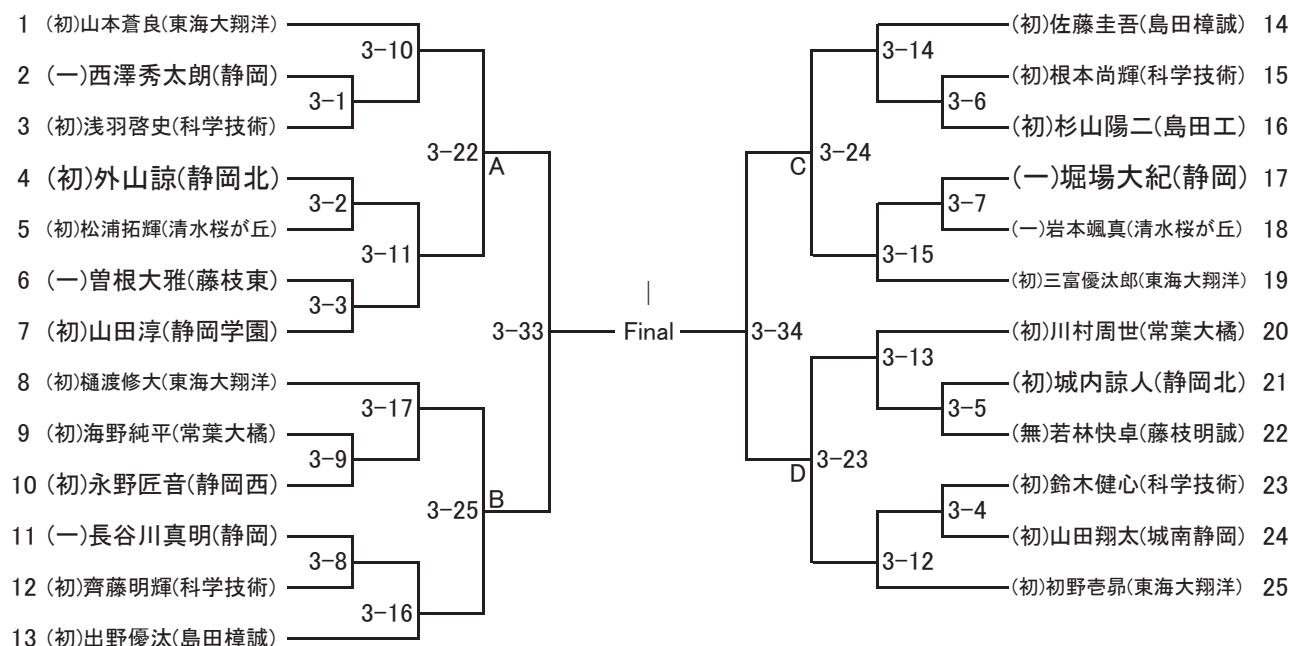 1 (初)山本蒼良(東海大翔洋)
2 (一)西澤秀太朗(静岡)
3 (初)浅羽啓史(科学技術)
4 (初)外山諒(静岡北)
5 (初)松浦拓輝(清水桜が丘)
6 (一)曽根大雅(藤枝東)
7 (初)山田淳(静岡学園)
8 (初)樋渡修大(東海大翔洋)
9 (初)海野純平(常葉大橘)
10 (初)永野匠音(静岡西)
11 (一)長谷川真明(静岡)
12 (初)齊藤明輝(科学技術)
13 (初)出野優汰(島田樟誠)
3-10
3-1
3-22
A
3-2
3-11
3-3
3-33
3-17
3-9
3-25
B
3-8
3-16
Final
3-14
3-6
C
3-24
3-7
3-15
3-34
3-13
3-5
D
3-23
3-4
3-12
(初)佐藤圭吾(島田樟誠) 14
(初)根本尚輝(科学技術) 15
(初)杉山陽二(島田工) 16
(一)堀場大紀(静岡) 17
(一)岩本颯真(清水桜が丘) 18
(初)三富優汰郎(東海大翔洋) 19
(初)川村周世(常葉大橘) 20
(初)城内諒人(静岡北) 21
(無)若林快卓(藤枝明誠) 22
(初)鈴木健心(科学技術) 23
(初)山田翔太(城南静岡) 24
(初)初野壱昴(東海大翔洋) 25